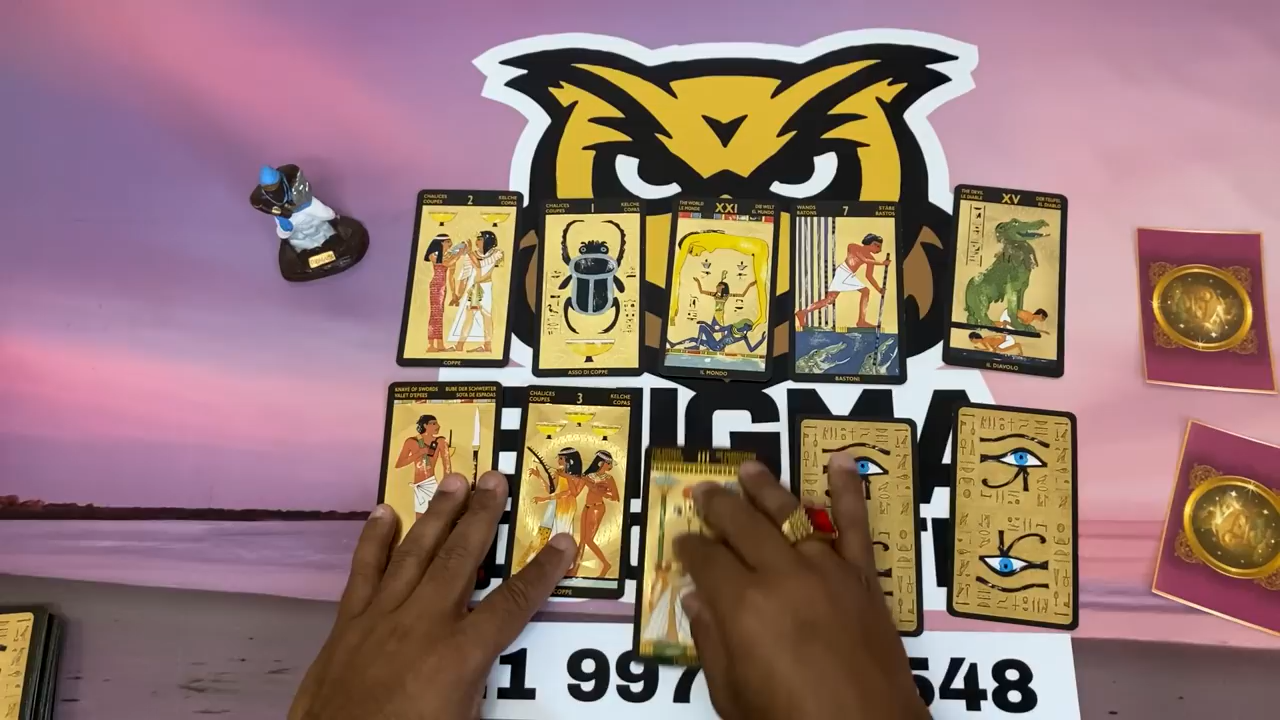 CHALICES 2 KELCHE
COUPES COPAS
COPPE
CHALICES 1 KELCHE
COUPES COPAS
ASSO DI COPPE
THE WORLD XXI DIE WELT
LE MONDE EL MUNDO
IL MONDO
WANDS 7 STÄBE
BATONS BASTOS
BASTONI
THE DEVIL XV DER TEUFEL
LE DIABLE EL DIABLO
IL DIAVOLO
KNAVE OF SWORDS BUBE DER SCHWERTER
VALET D'EPEES SOTA DE ESPADAS
CHALICES 3 KELCHE
COUPES COPAS
COPPE
1 997 548